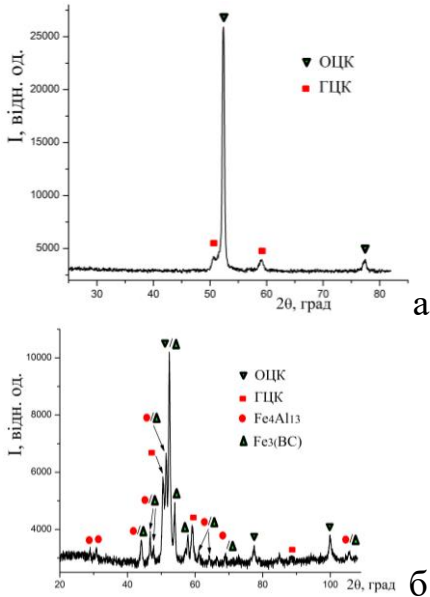 I, відн. од.
25000
20000
15000
10000
5000
ОЦК
ГЦК
30 40 50 60 70 80
2θ, град
а
I, відн. од.
10000
8000
6000
4000
ОЦК
ГЦК
Fe4Al13
Fe3(BC)
20 40 60 80 100 2θ, град
б